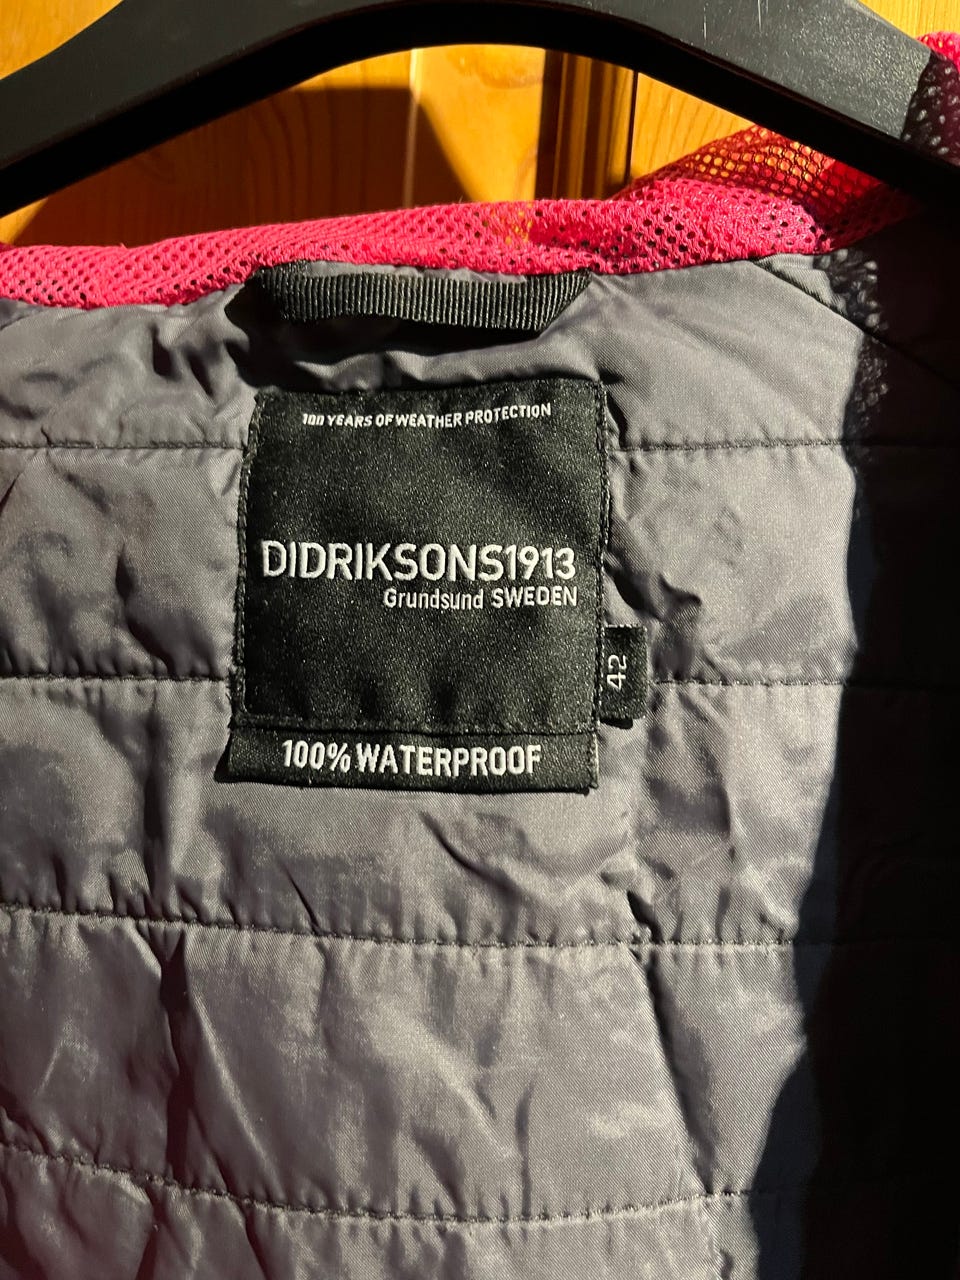 100 YEARS OF WEATHER PROTECTION
DIDRIKSONS1913
Grundsund SWEDEN
42
100% WATERPROOF